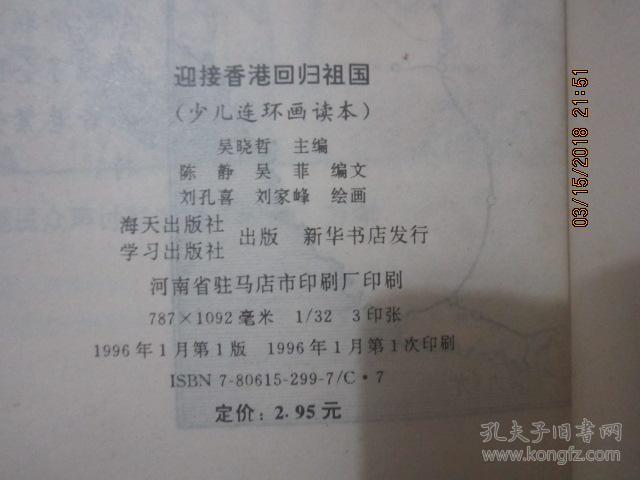 迎接香港回归祖国
(少儿连环画读本)
吴晓哲 主编
陈静 吴菲 编文
刘孔喜 刘家峰 绘画
海天出版社
学习出版社 出版 新华书店发行
河南省驻马店市印刷厂印刷
787×1092毫米 1/32 3印张
1996年1月第1版 1996年1月第1次印刷
ISBN 7-80615-299-7/C·7
定价: 2.95元
03/15/2018 21:51
孔夫子旧书网
www.kongfz.com